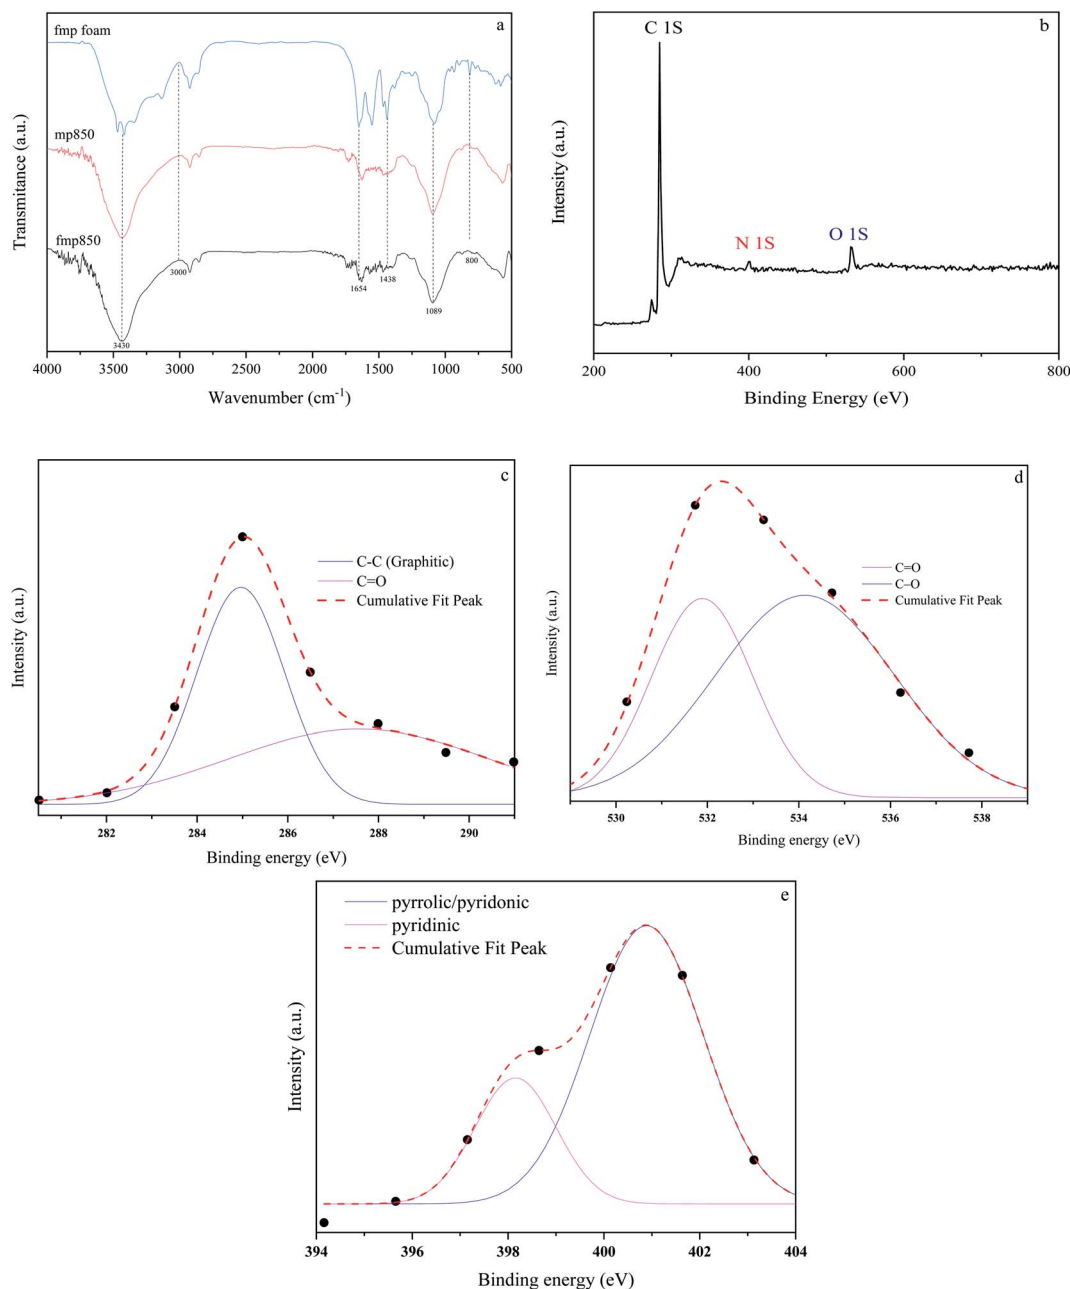 a
fmp foam
mp850
fmp850
3430
3000
1654
1438
1089
800
Transmitance (a.u.)
4000 3500 3000 2500 2000 1500 1000 500
Wavenumber (cm⁻¹)
b
C 1S
N 1S
O 1S
Intensity (a.u.)
200 400 600 800
Binding Energy (eV)
c
C-C (Graphitic)
C=O
Cumulative Fit Peak
Intensity (a.u.)
282 284 286 288 290
Binding energy (eV)
d
C=O
C–O
Cumulative Fit Peak
Intensity (a.u.)
530 532 534 536 538
Binding energy (eV)
e
pyrrolic/pyridonic
pyridinic
Cumulative Fit Peak
Intensity (a.u.)
394 396 398 400 402 404
Binding energy (eV)